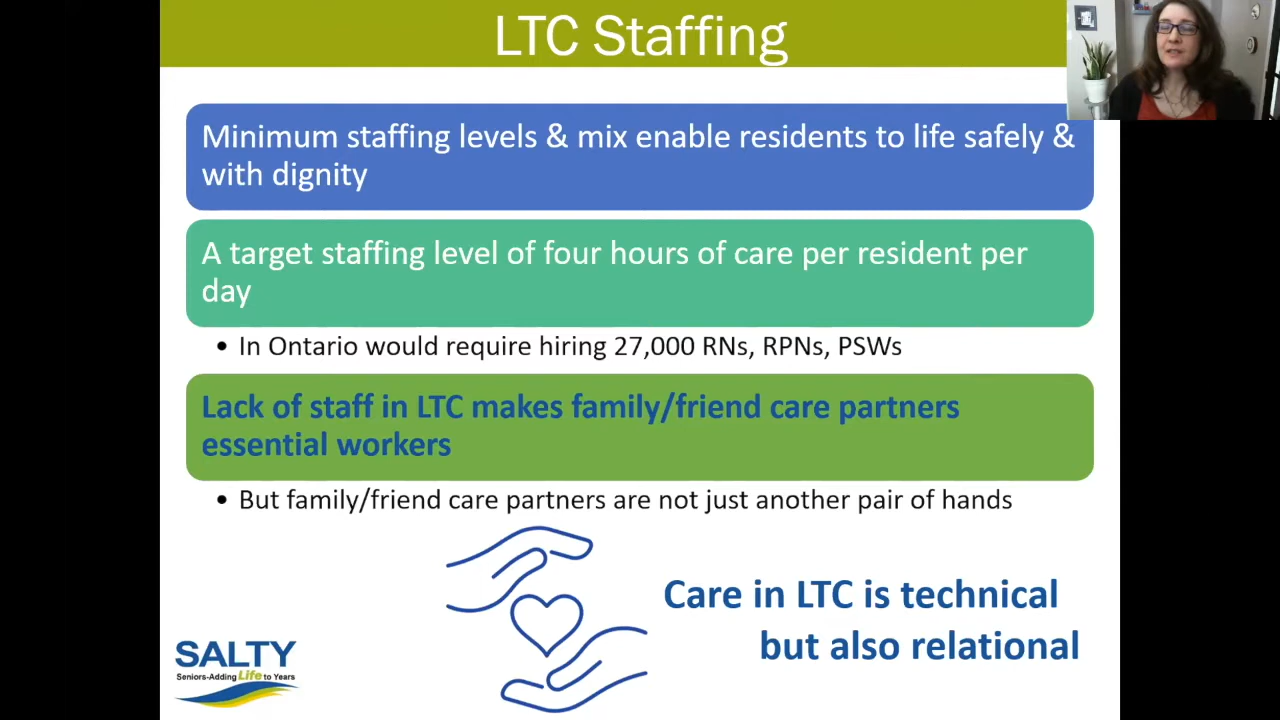 LTC Staffing
Minimum staffing levels & mix enable residents to life safely &
with dignity
A target staffing level of four hours of care per resident per
day
• In Ontario would require hiring 27,000 RNs, RPNs, PSWs
Lack of staff in LTC makes family/friend care partners
essential workers
• But family/friend care partners are not just another pair of hands
Care in LTC is technical
but also relational
SALTY
Seniors-Adding Life to Years